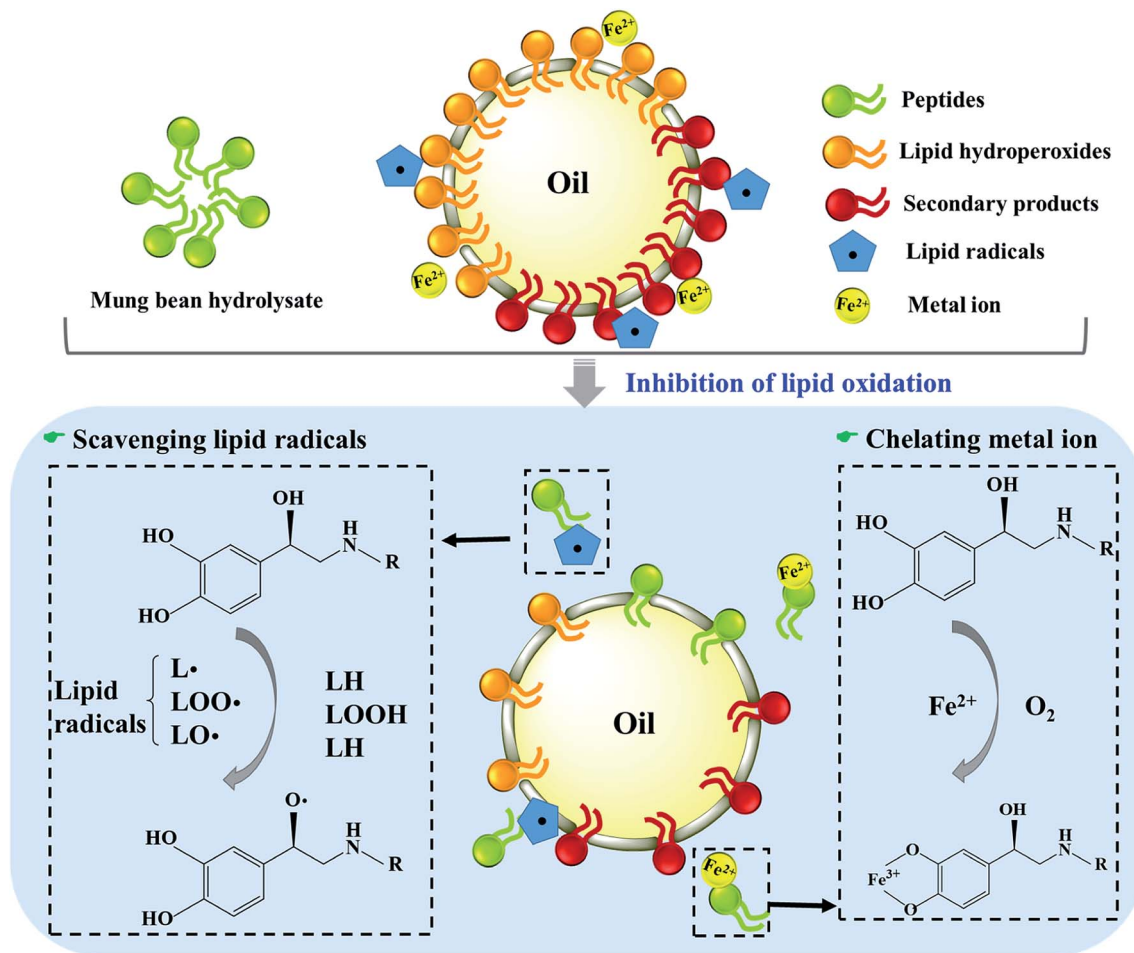 Fe²⁺
Peptides
Lipid hydroperoxides
Oil
Secondary products
Lipid radicals
Fe²⁺
Fe²⁺
Fe²⁺
Metal ion
Mung bean hydrolysate
Inhibition of lipid oxidation
Scavenging lipid radicals
Chelating metal ion
OH
HO
H
N
R
HO
OH
HO
H
N
R
HO
Fe²⁺
Lipid
radicals
L•
LOO•
LO•
LH
LOOH
LH
Oil
Fe²⁺
O₂
O•
HO
H
N
R
HO
Fe²⁺
OH
O
H
N
R
Fe³⁺
O